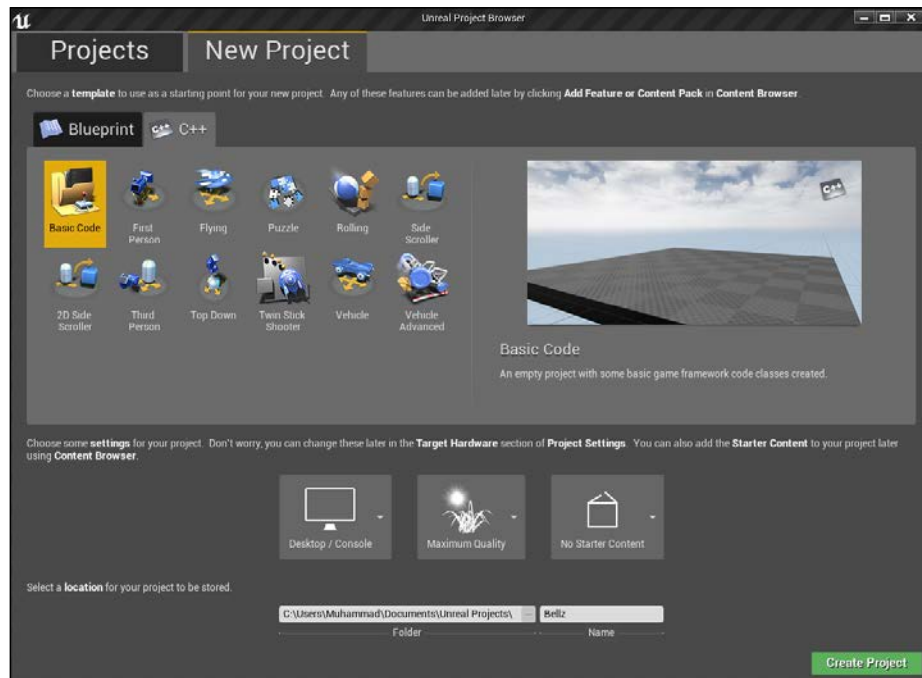 Unreal Project Browser
Projects
New Project
Choose a template to use as a starting point for your new project. Any of these features can be added later by clicking Add Feature or Content Pack in Content Browser.
Blueprint
C++
Basic Code
First
Person
Flying
Puzzle
Rolling
Side
Scroller
2D Side
Scroller
Third
Person
Top Down
Twin Stick
Shooter
Vehicle
Vehicle
Advanced
C++
Basic Code
An empty project with some basic game framework code classes created.
Choose some settings for your project. Don't worry, you can change these later in the Target Hardware section of Project Settings. You can also add the Starter Content to your project later
using Content Browser.
Desktop / Console
Maximum Quality
No Starter Content
Select a location for your project to be stored.
C:\Users\Muhammad\Documents\Unreal Projects\
...
Bellz
Folder
Name
Create Project